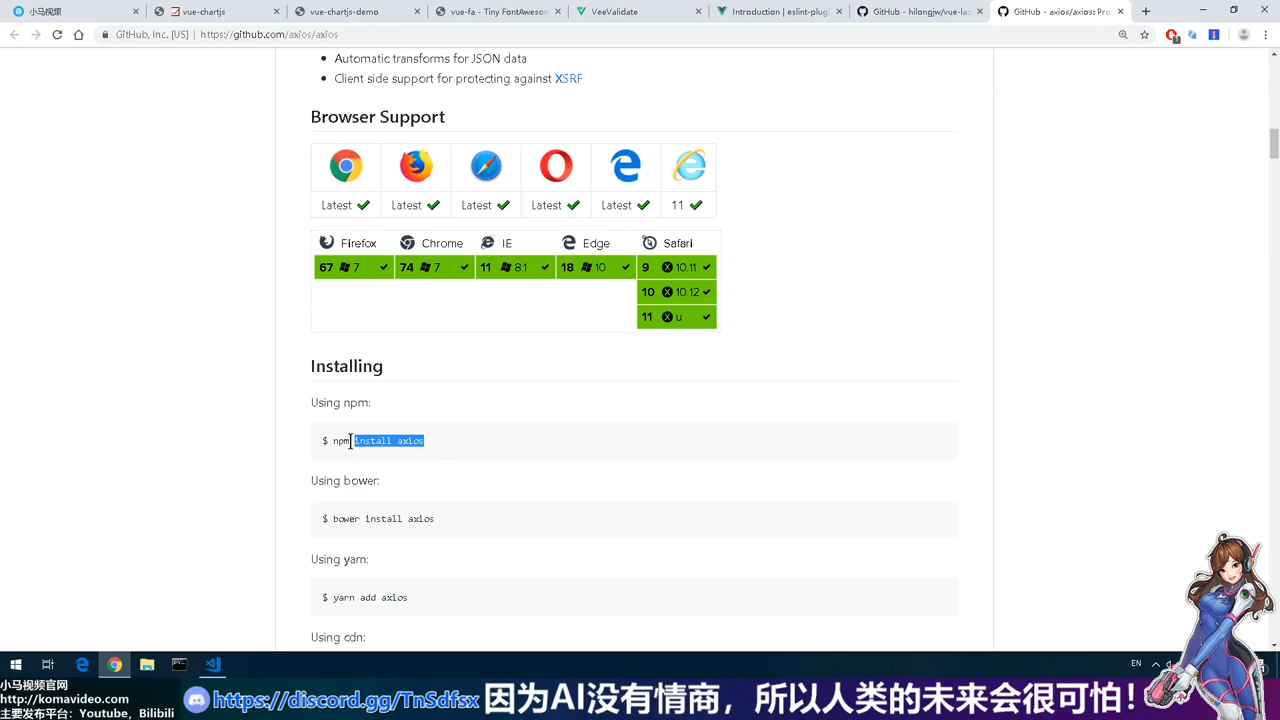 小马视频
vue-chartjs
vue-chartjs-demo
vue-fa - Tiny FontAweson
VeeValidate
Introduction | eslint-plugi
GitHub - hilongjw/vue-la
GitHub - axios/axios: Pro
GitHub, Inc. [US] | https://github.com/axios/axios
Automatic transforms for JSON data
Client side support for protecting against XSRF
Browser Support
Latest ✔ Latest ✔ Latest ✔ Latest ✔ Latest ✔ 11 ✔
Firefox Chrome IE Edge Safari
67 7 ✔ 74 7 ✔ 11 8.1 ✔ 18 10 ✔ 9 10.11 ✔
10 10.12 ✔
11 u ✔
Installing
Using npm:
$ npm install axios
Using bower:
$ bower install axios
Using yarn:
$ yarn add axios
Using cdn:
EN
小马视频官网
http://komavideo.com
主要发布平台：Youtube，Bilibili
https://discord.gg/TnSdfsx 因为AI没有情商，所以人类的未来会很可怕！